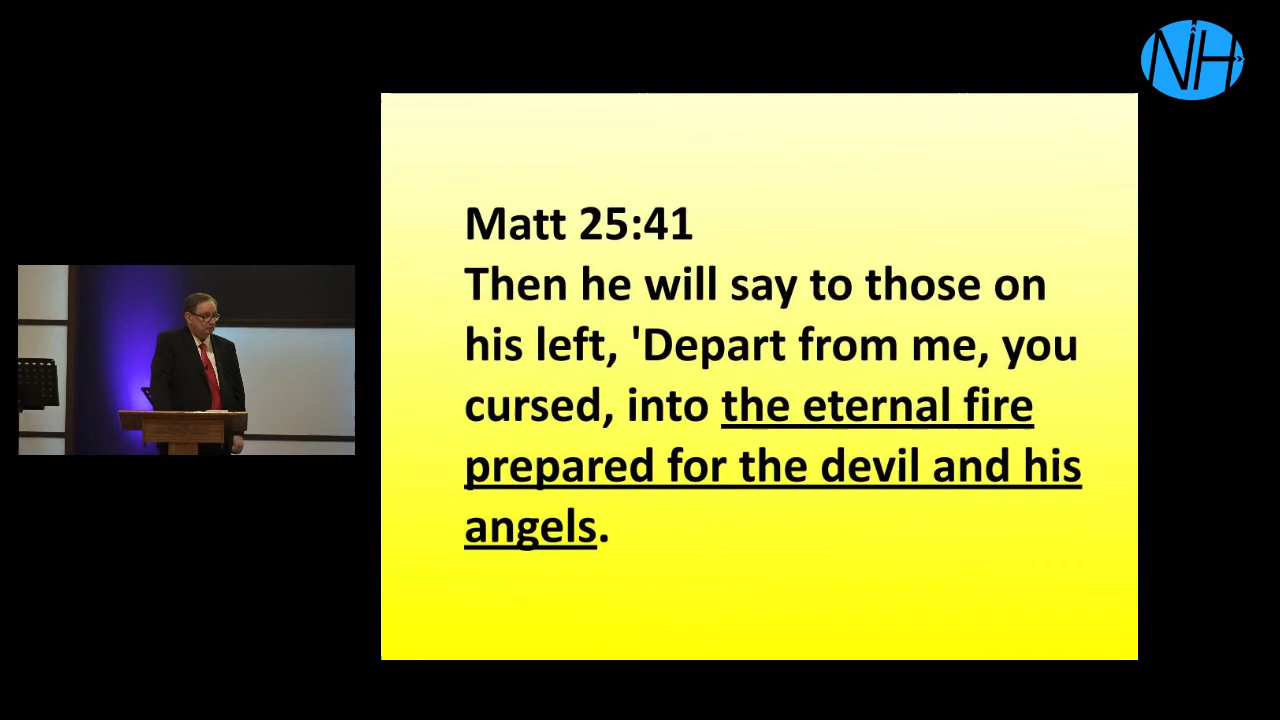 NH
Matt 25:41
Then he will say to those on
his left, 'Depart from me, you
cursed, into the eternal fire
prepared for the devil and his
angels.